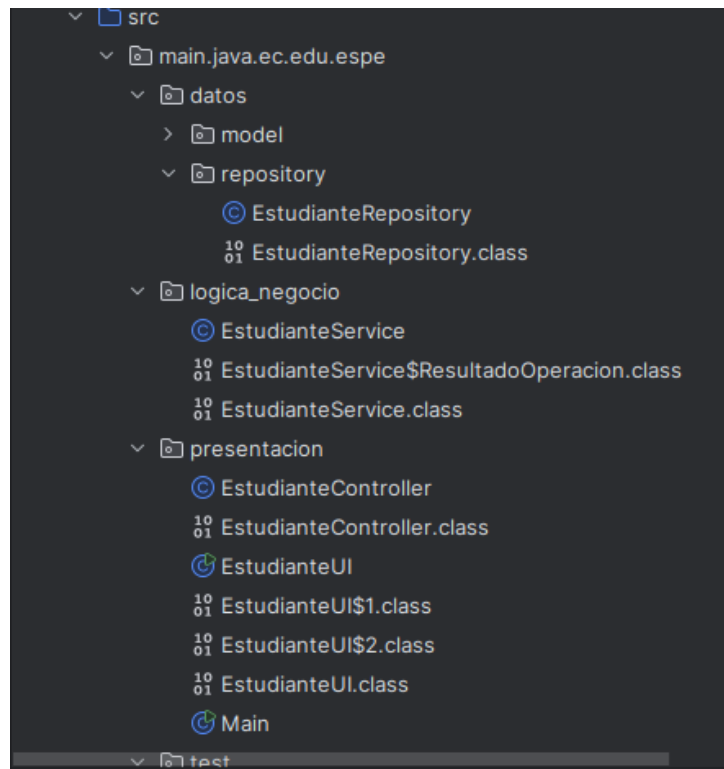 src
main.java.ec.edu.espe
datos
model
repository
EstudianteRepository
EstudianteRepository.class
logica_negocio
EstudianteService
EstudianteService$ResultadoOperacion.class
EstudianteService.class
presentacion
EstudianteController
EstudianteController.class
EstudianteUI
EstudianteUI$1.class
EstudianteUI$2.class
EstudianteUI.class
Main
test